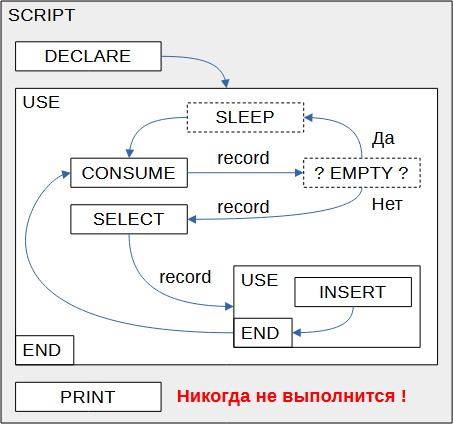 SCRIPT
DECLARE
USE
SLEEP
Да
CONSUME
record
? EMPTY ?
Нет
SELECT
record
record
USE
INSERT
END
END
PRINT
Никогда не выполнится !